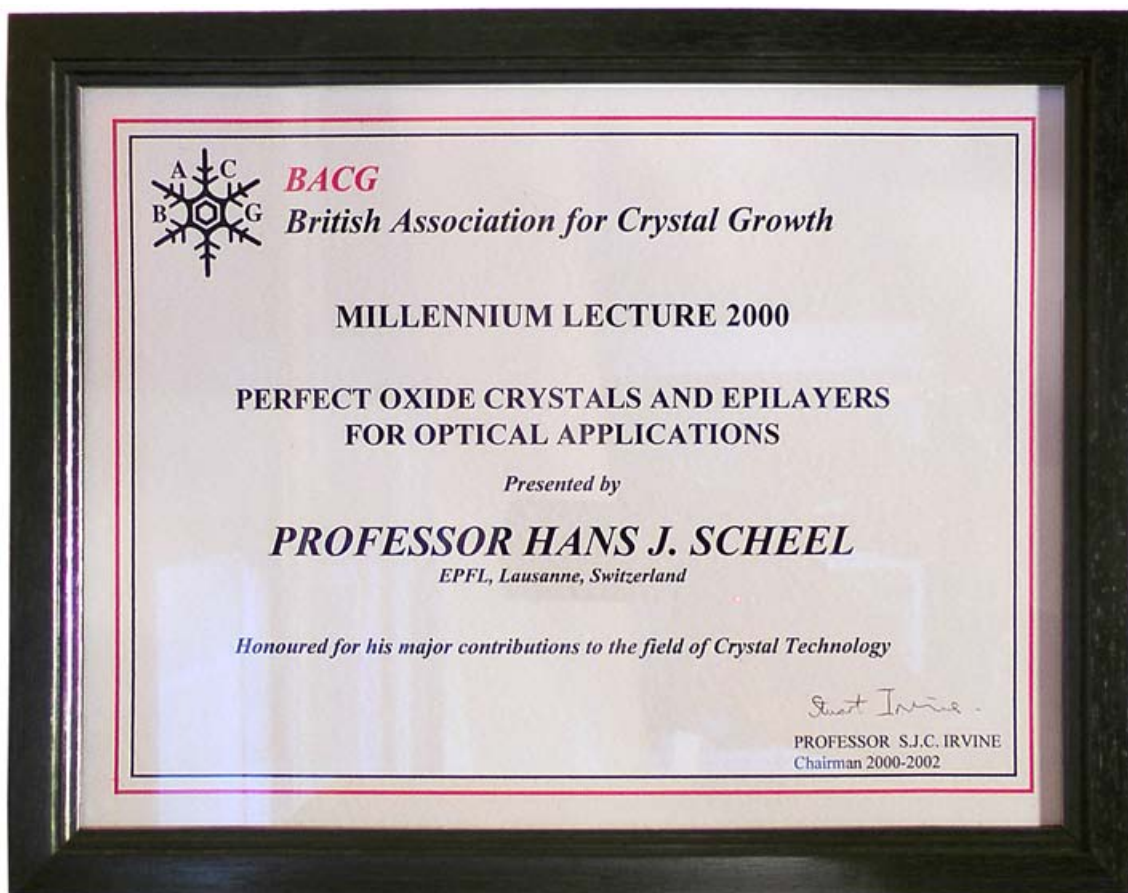 A C
B G
BACG
British Association for Crystal Growth
MILLENNIUM LECTURE 2000
PERFECT OXIDE CRYSTALS AND EPILAYERS
FOR OPTICAL APPLICATIONS
Presented by
PROFESSOR HANS J. SCHEEL
EPFL, Lausanne, Switzerland
Honoured for his major contributions to the field of Crystal Technology
Stuart Irvine.
PROFESSOR S.J.C. IRVINE
Chairman 2000-2002